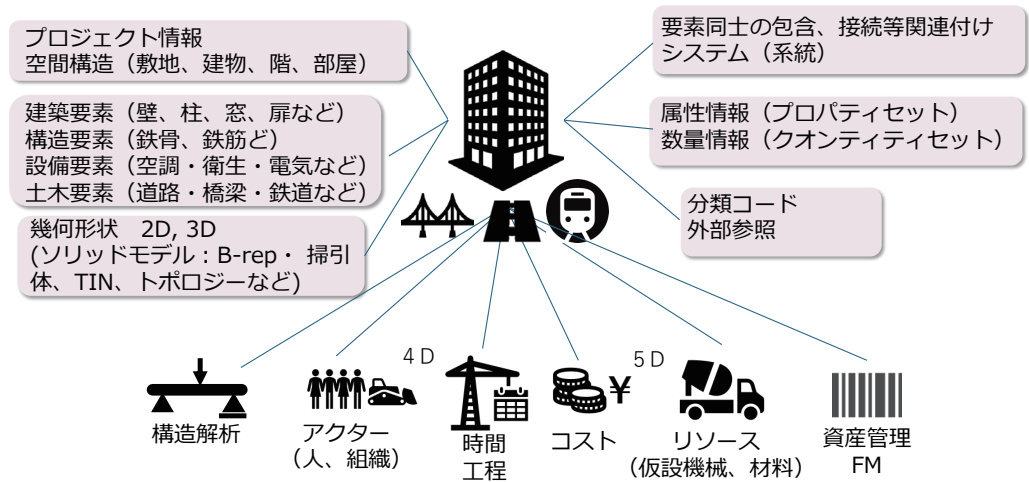 プロジェクト情報
空間構造（敷地、建物、階、部屋）
建築要素（壁、柱、窓、扉など）
構造要素（鉄骨、鉄筋ど）
設備要素（空調・衛生・電気など）
土木要素（道路・橋梁・鉄道など）
幾何形状　2D, 3D
(ソリッドモデル：B-rep・ 掃引
体、TIN、トポロジーなど)
要素同士の包含、接続等関連付け
システム（系統）
属性情報（プロパティセット）
数量情報（クオンティティセット）
分類コード
外部参照
構造解析
アクター
（人、組織）
４Ｄ
時間
工程
¥
コスト
５Ｄ
リソース
（仮設機械、材料）
資産管理
FM